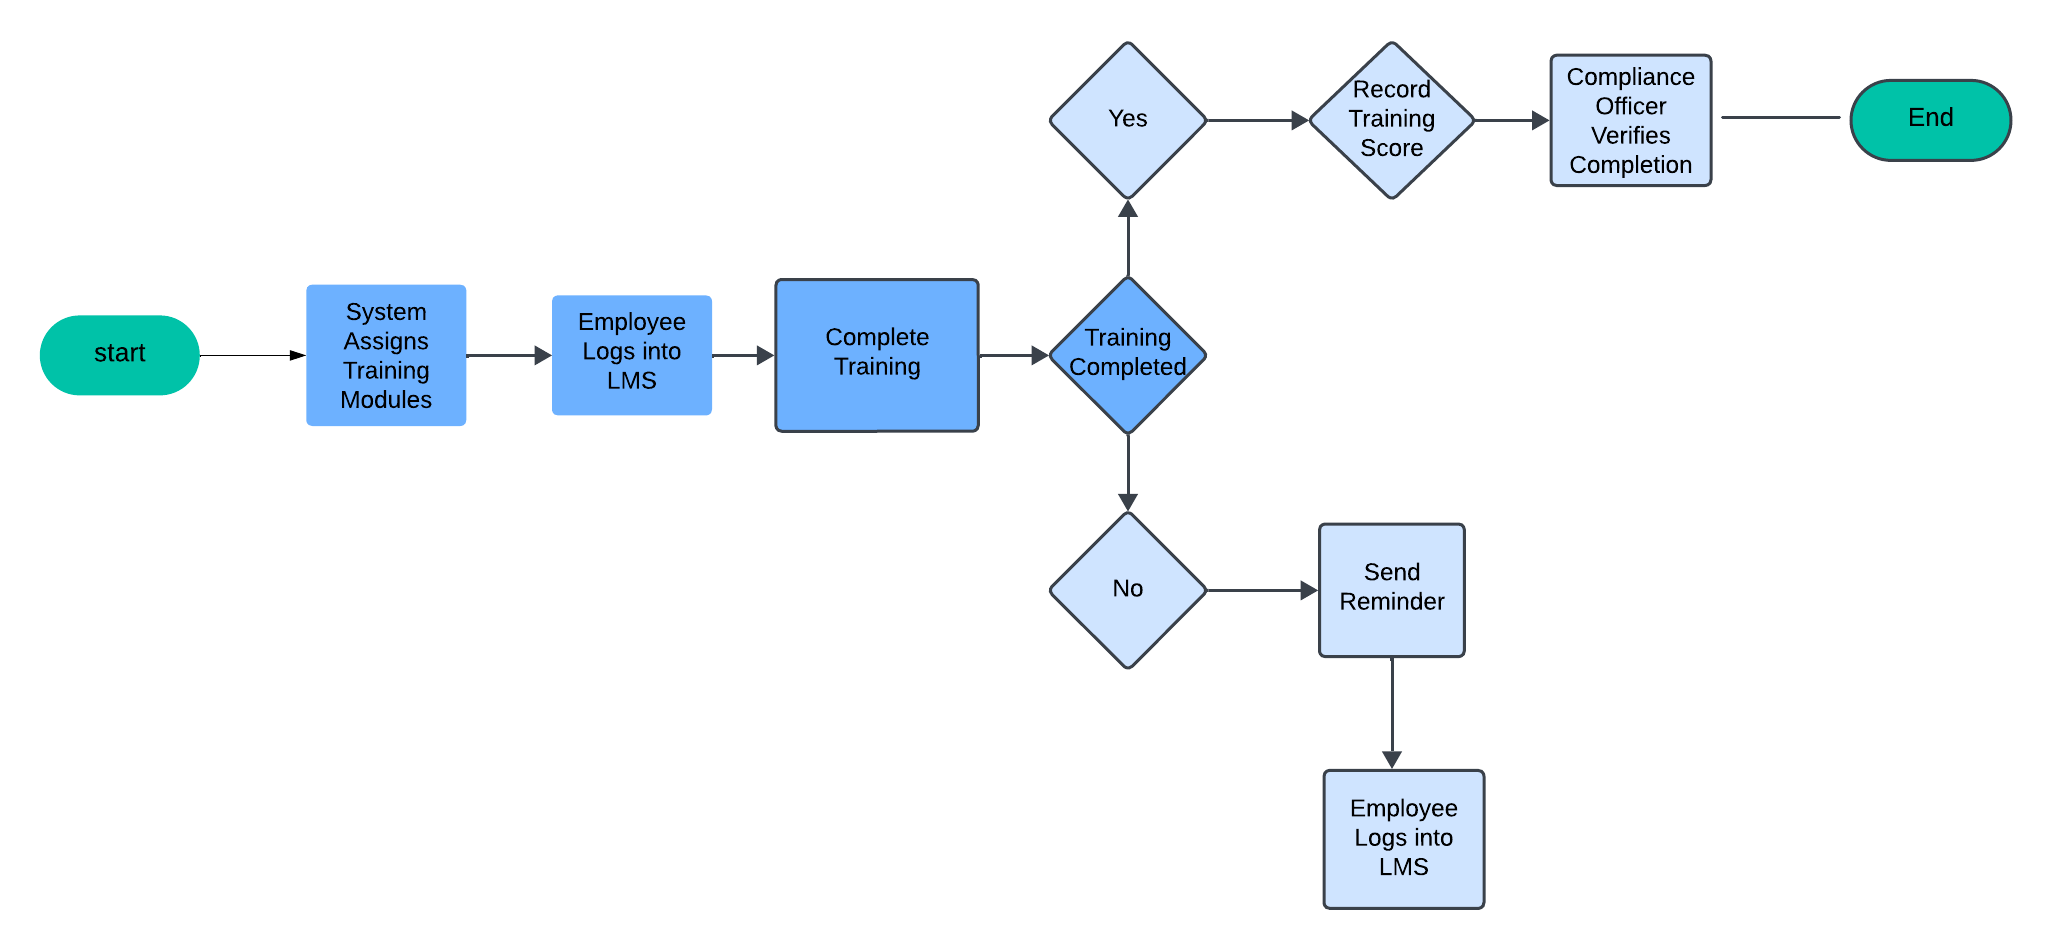 start
System
Assigns
Training
Modules
Employee
Logs into
LMS
Complete
Training
Training
Completed
Yes
Record
Training
Score
Compliance
Officer
Verifies
Completion
End
No
Send
Reminder
Employee
Logs into
LMS